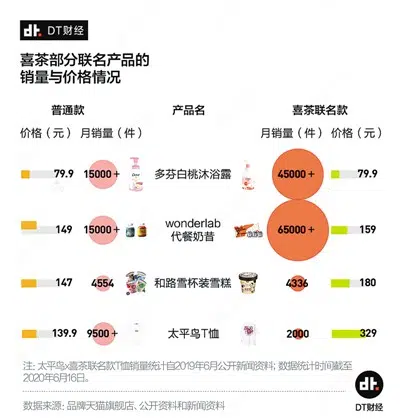 dt. DT财经
喜茶部分联名产品的
销量与价格情况
普通款 产品名 喜茶联名款
价格（元） 月销量（件） 月销量（件） 价格（元）
79.9 15000+ 多芬白桃沐浴露 45000+ 79.9
149 15000+ wonderlab 65000+ 159
代餐奶昔
147 4554 和路雪杯装雪糕 4336 180
139.9 9500+ 太平鸟T恤 2000 329
注：太平鸟x喜茶联名款T恤销量统计自2019年6月公开新闻资料；数据统计时间截至
2020年6月16日。
数据来源：品牌天猫旗舰店、公开资料和新闻资料
dt.
DT财经